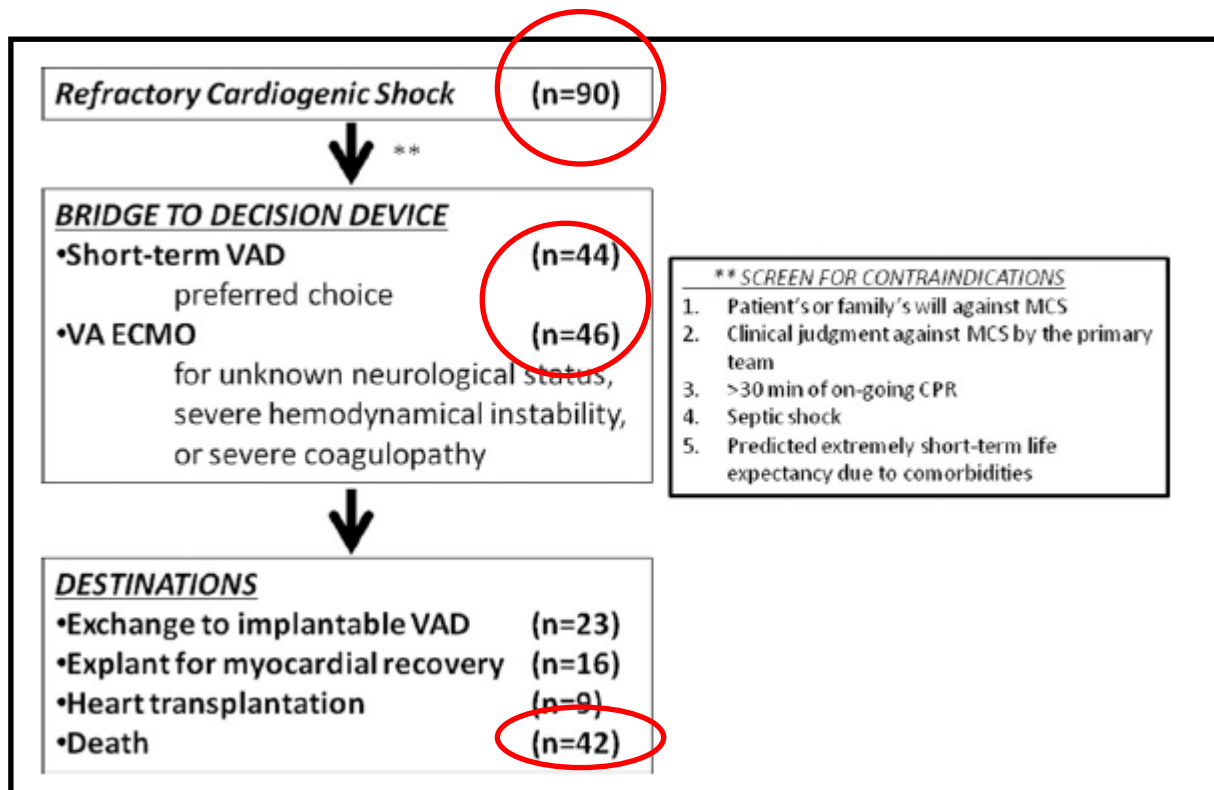 Refractory Cardiogenic Shock (n=90)
**
BRIDGE TO DECISION DEVICE
•Short-term VAD (n=44)
preferred choice
•VA ECMO (n=46)
for unknown neurological status,
severe hemodynamical instability,
or severe coagulopathy
** SCREEN FOR CONTRAINDICATIONS
1. Patient's or family's will against MCS
2. Clinical judgment against MCS by the primary
team
3. >30 min of on-going CPR
4. Septic shock
5. Predicted extremely short-term life
expectancy due to comorbidities
DESTINATIONS
•Exchange to implantable VAD (n=23)
•Explant for myocardial recovery (n=16)
•Heart transplantation (n=9)
•Death (n=42)